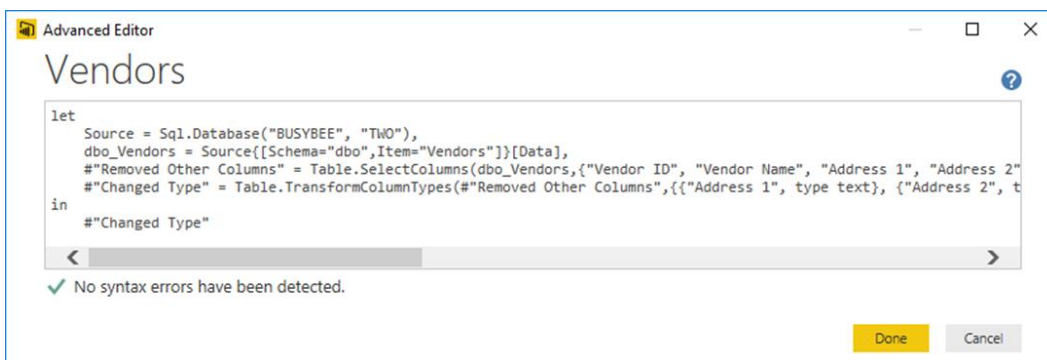 Advanced Editor
Vendors
let
Source = Sql.Database("BUSYBEE", "TWO"),
dbo_Vendors = Source{[Schema="dbo",Item="Vendors"]}[Data],
#"Removed Other Columns" = Table.SelectColumns(dbo_Vendors,{"Vendor ID", "Vendor Name", "Address 1", "Address 2"
#"Changed Type" = Table.TransformColumnTypes(#"Removed Other Columns",{{"Address 1", type text}, {"Address 2", t
in
#"Changed Type"
No syntax errors have been detected.
Done Cancel